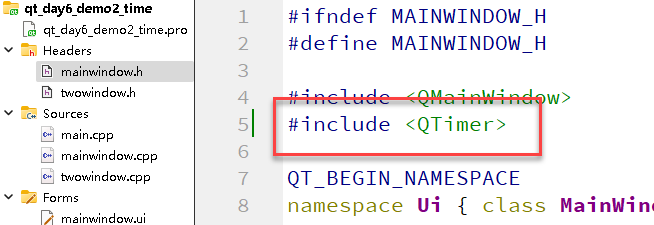 qt_day6_demo2_time
qt_day6_demo2_time.pro
Headers
mainwindow.h
twowindow.h
Sources
main.cpp
mainwindow.cpp
twowindow.cpp
Forms
mainwindow.ui
1 #ifndef MAINWINDOW_H
2 #define MAINWINDOW_H
3
4 #include <QMainWindow>
5 #include <QTimer>
6
7 QT_BEGIN_NAMESPACE
8 namespace Ui { class MainWin